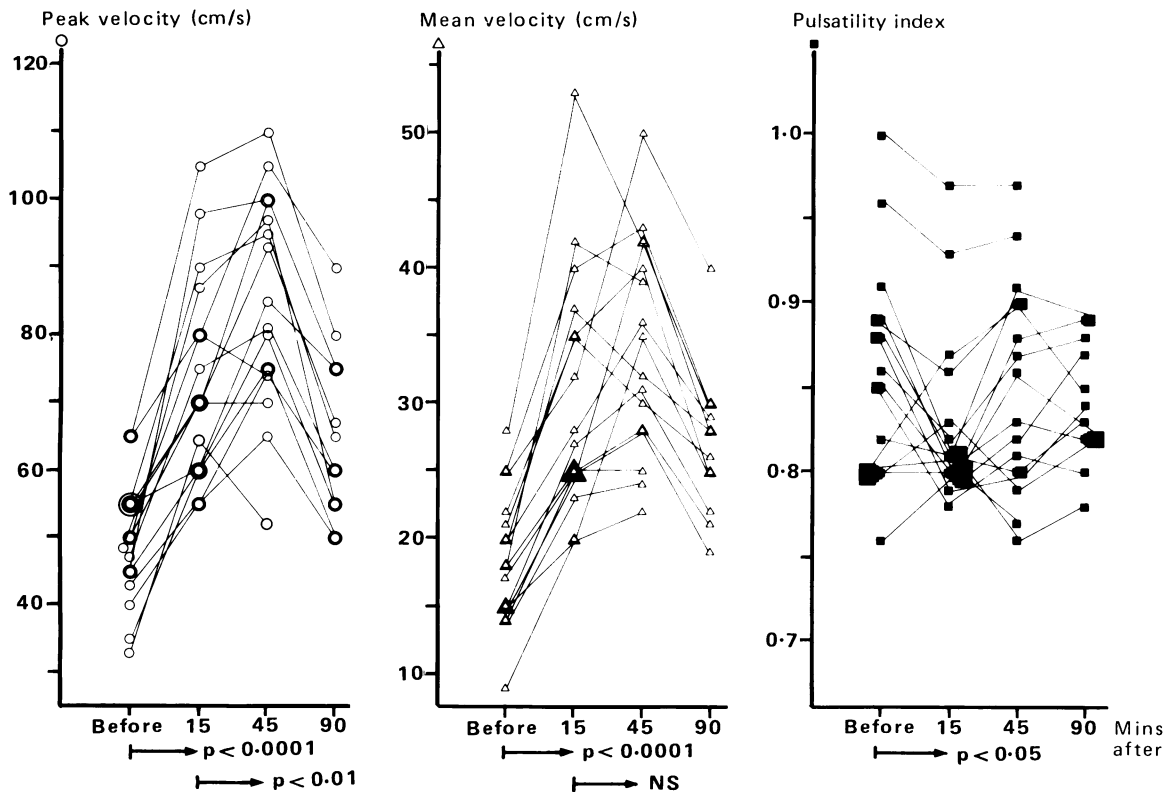 Peak velocity (cm/s)
120
100
80
60
40
Before 15 45 90
p < 0·0001
p < 0·01
Mean velocity (cm/s)
50
40
30
20
10
Before 15 45 90
p < 0·0001
NS
Pulsatility index
1·0
0·9
0·8
0·7
Before 15 45 90 Mins
after
p < 0·05